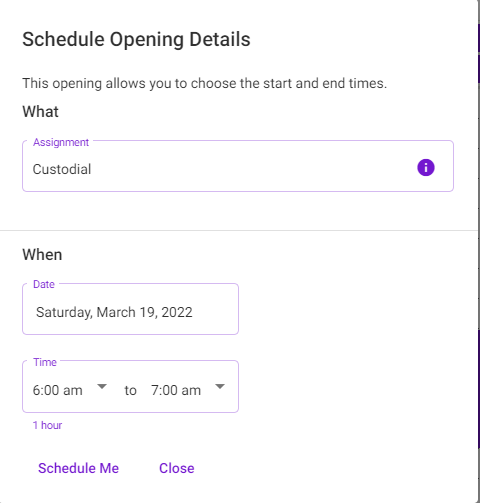 Schedule Opening Details
This opening allows you to choose the start and end times.
What
Assignment
Custodial
When
Date
Saturday, March 19, 2022
Time
6:00 am to 7:00 am
1 hour
Schedule Me Close